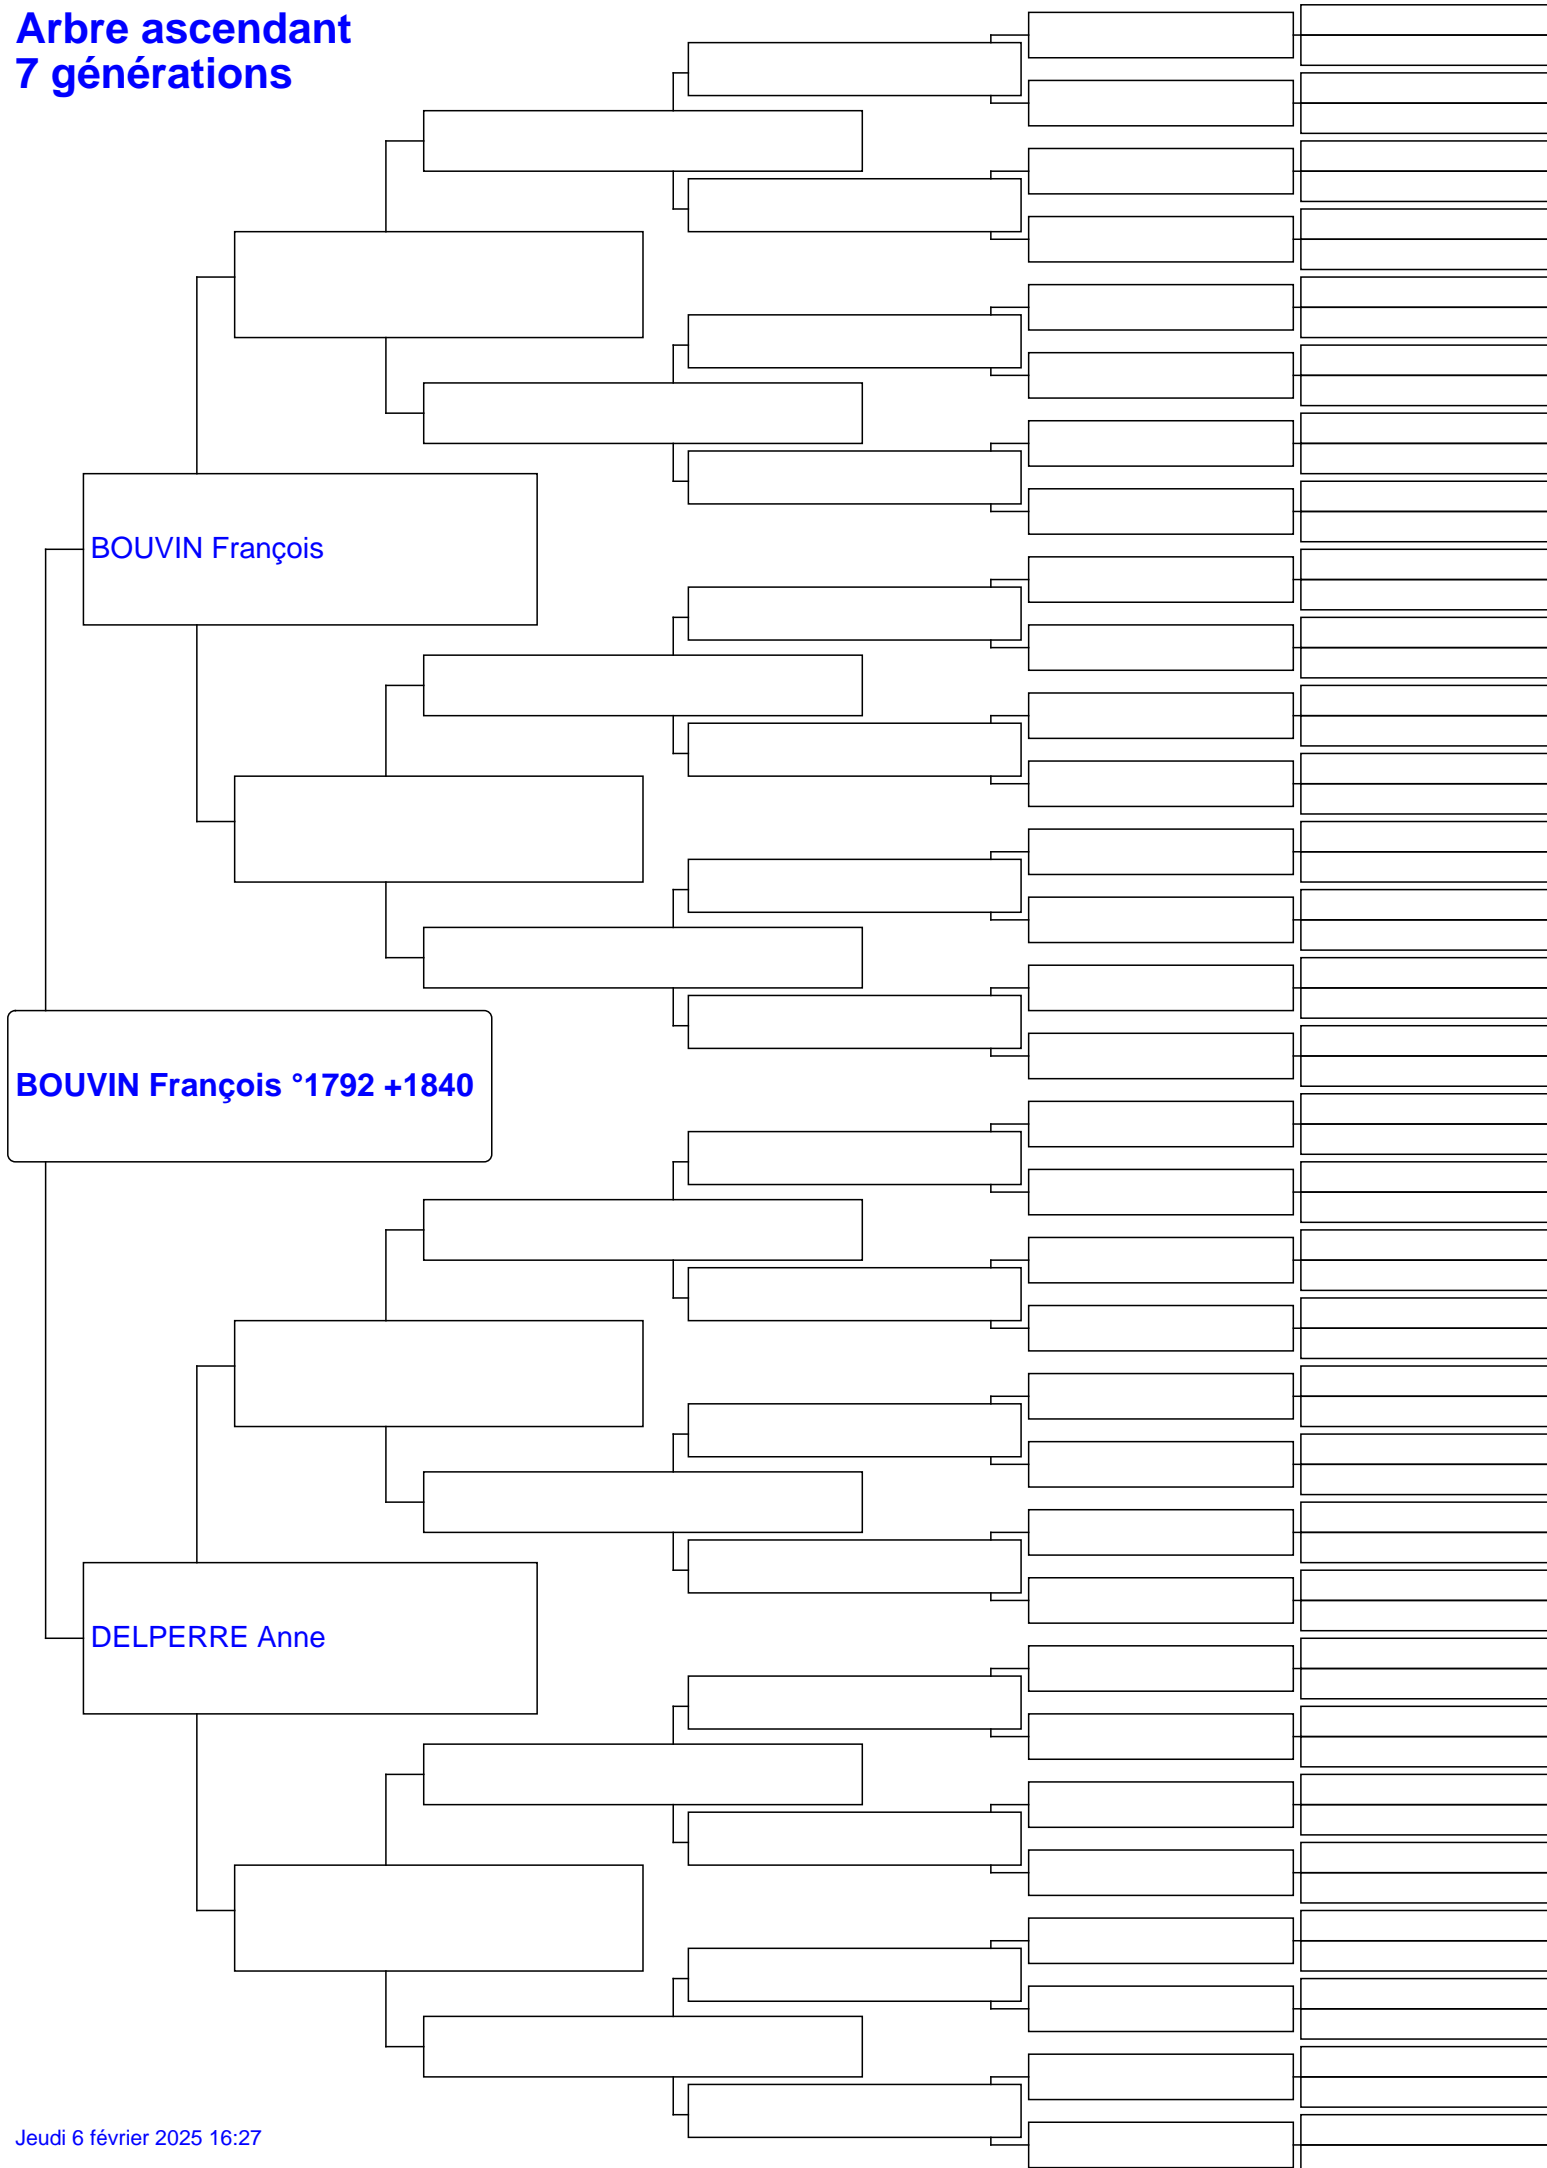 Arbre ascendant
7 générations
BOUVIN François
BOUVIN François °1792 +1840
DELPERRE Anne
Jeudi 6 février 2025 16:27